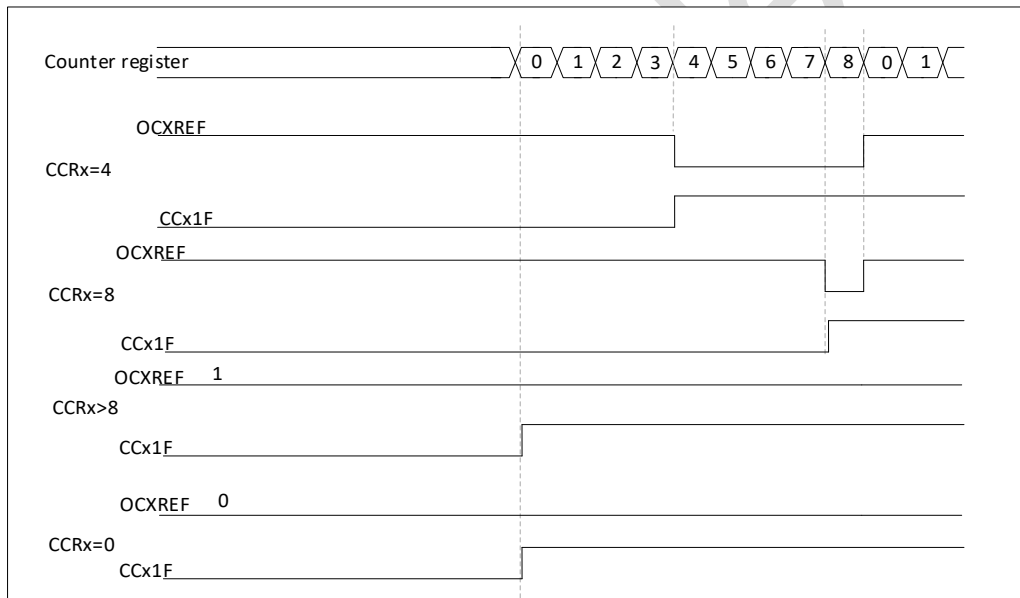 Counter register 0 1 2 3 4 5 6 7 8 0 1
OCXREF
CCRx=4
CCx1F
OCXREF
CCRx=8
CCx1F
OCXREF 1
CCRx>8
CCx1F
OCXREF 0
CCRx=0
CCx1F